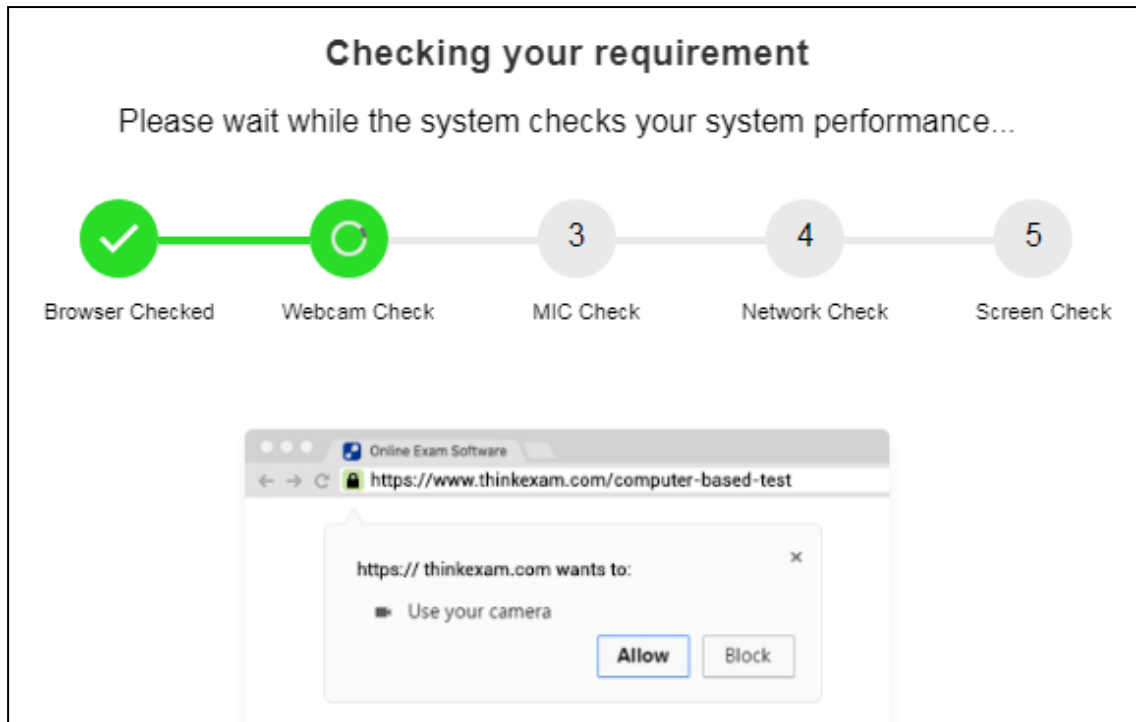 Checking your requirement
Please wait while the system checks your system performance...
3
4
5
Browser Checked
Webcam Check
MIC Check
Network Check
Screen Check
Online Exam Software
https://www.thinkexam.com/computer-based-test
https:// thinkexam.com wants to:
Use your camera
Allow
Block